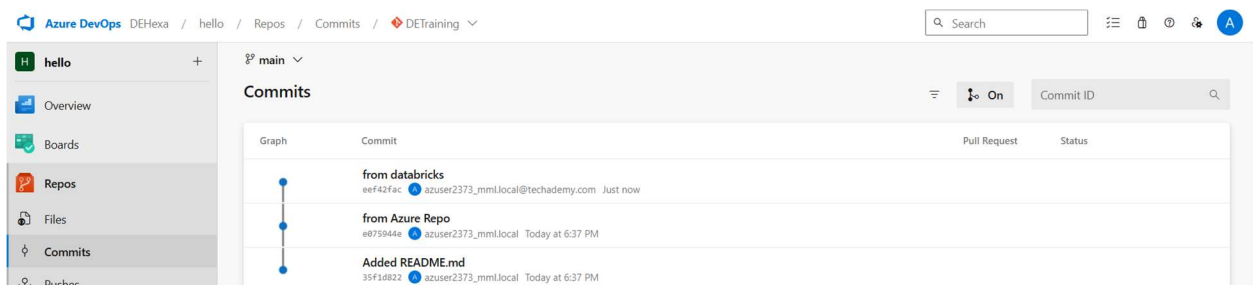 Azure DevOps DEHexa / hello / Repos / Commits / DETraining
Search
A
H hello +
main
Commits
On
Commit ID
Overview
Boards
Repos
Files
Commits
Pushes
Graph Commit Pull Request Status
from databricks
eef42fac A azuser2373_mml.local@techademy.com Just now
from Azure Repo
e075944e A azuser2373_mml.local Today at 6:37 PM
Added README.md
35f1d822 A azuser2373_mml.local Today at 6:37 PM